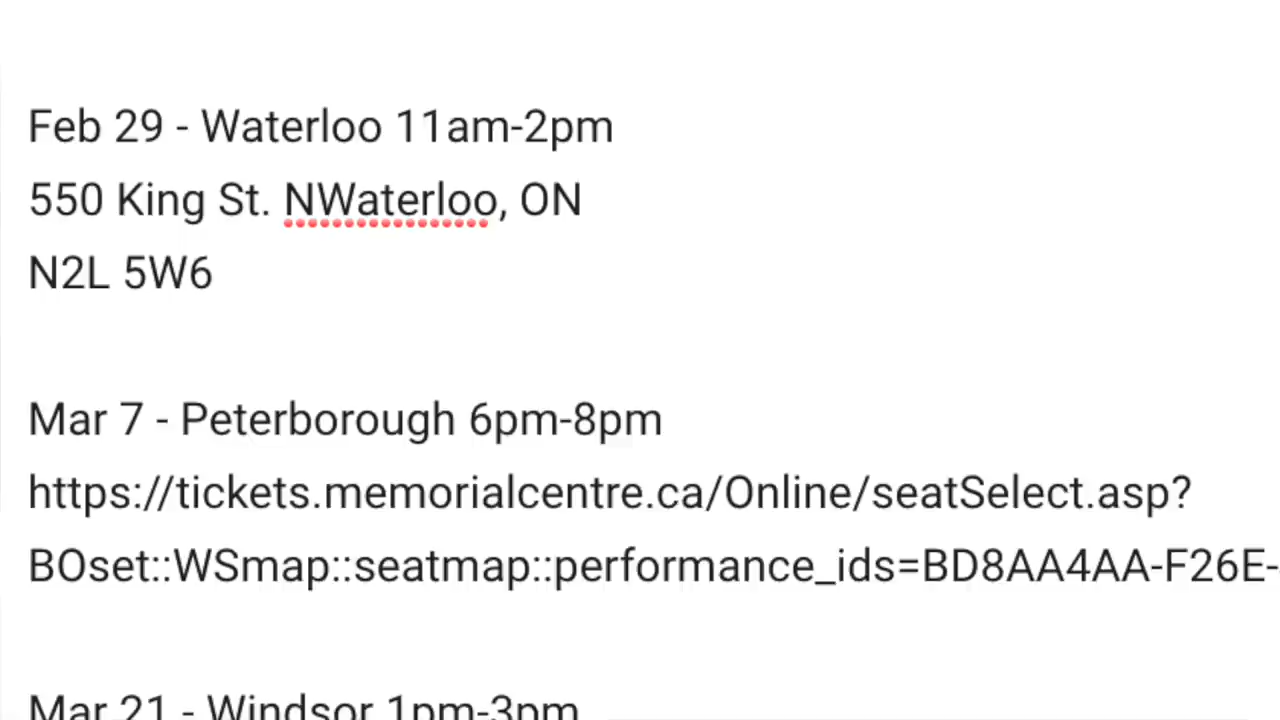 Feb 29 - Waterloo 11am-2pm
550 King St. NWaterloo, ON
N2L 5W6
Mar 7 - Peterborough 6pm-8pm
https://tickets.memorialcentre.ca/Online/seatSelect.asp?
BOset::WSmap::seatmap::performance_ids=BD8AA4AA-F26E-
Mar 21 - Windsor 1pm-3pm